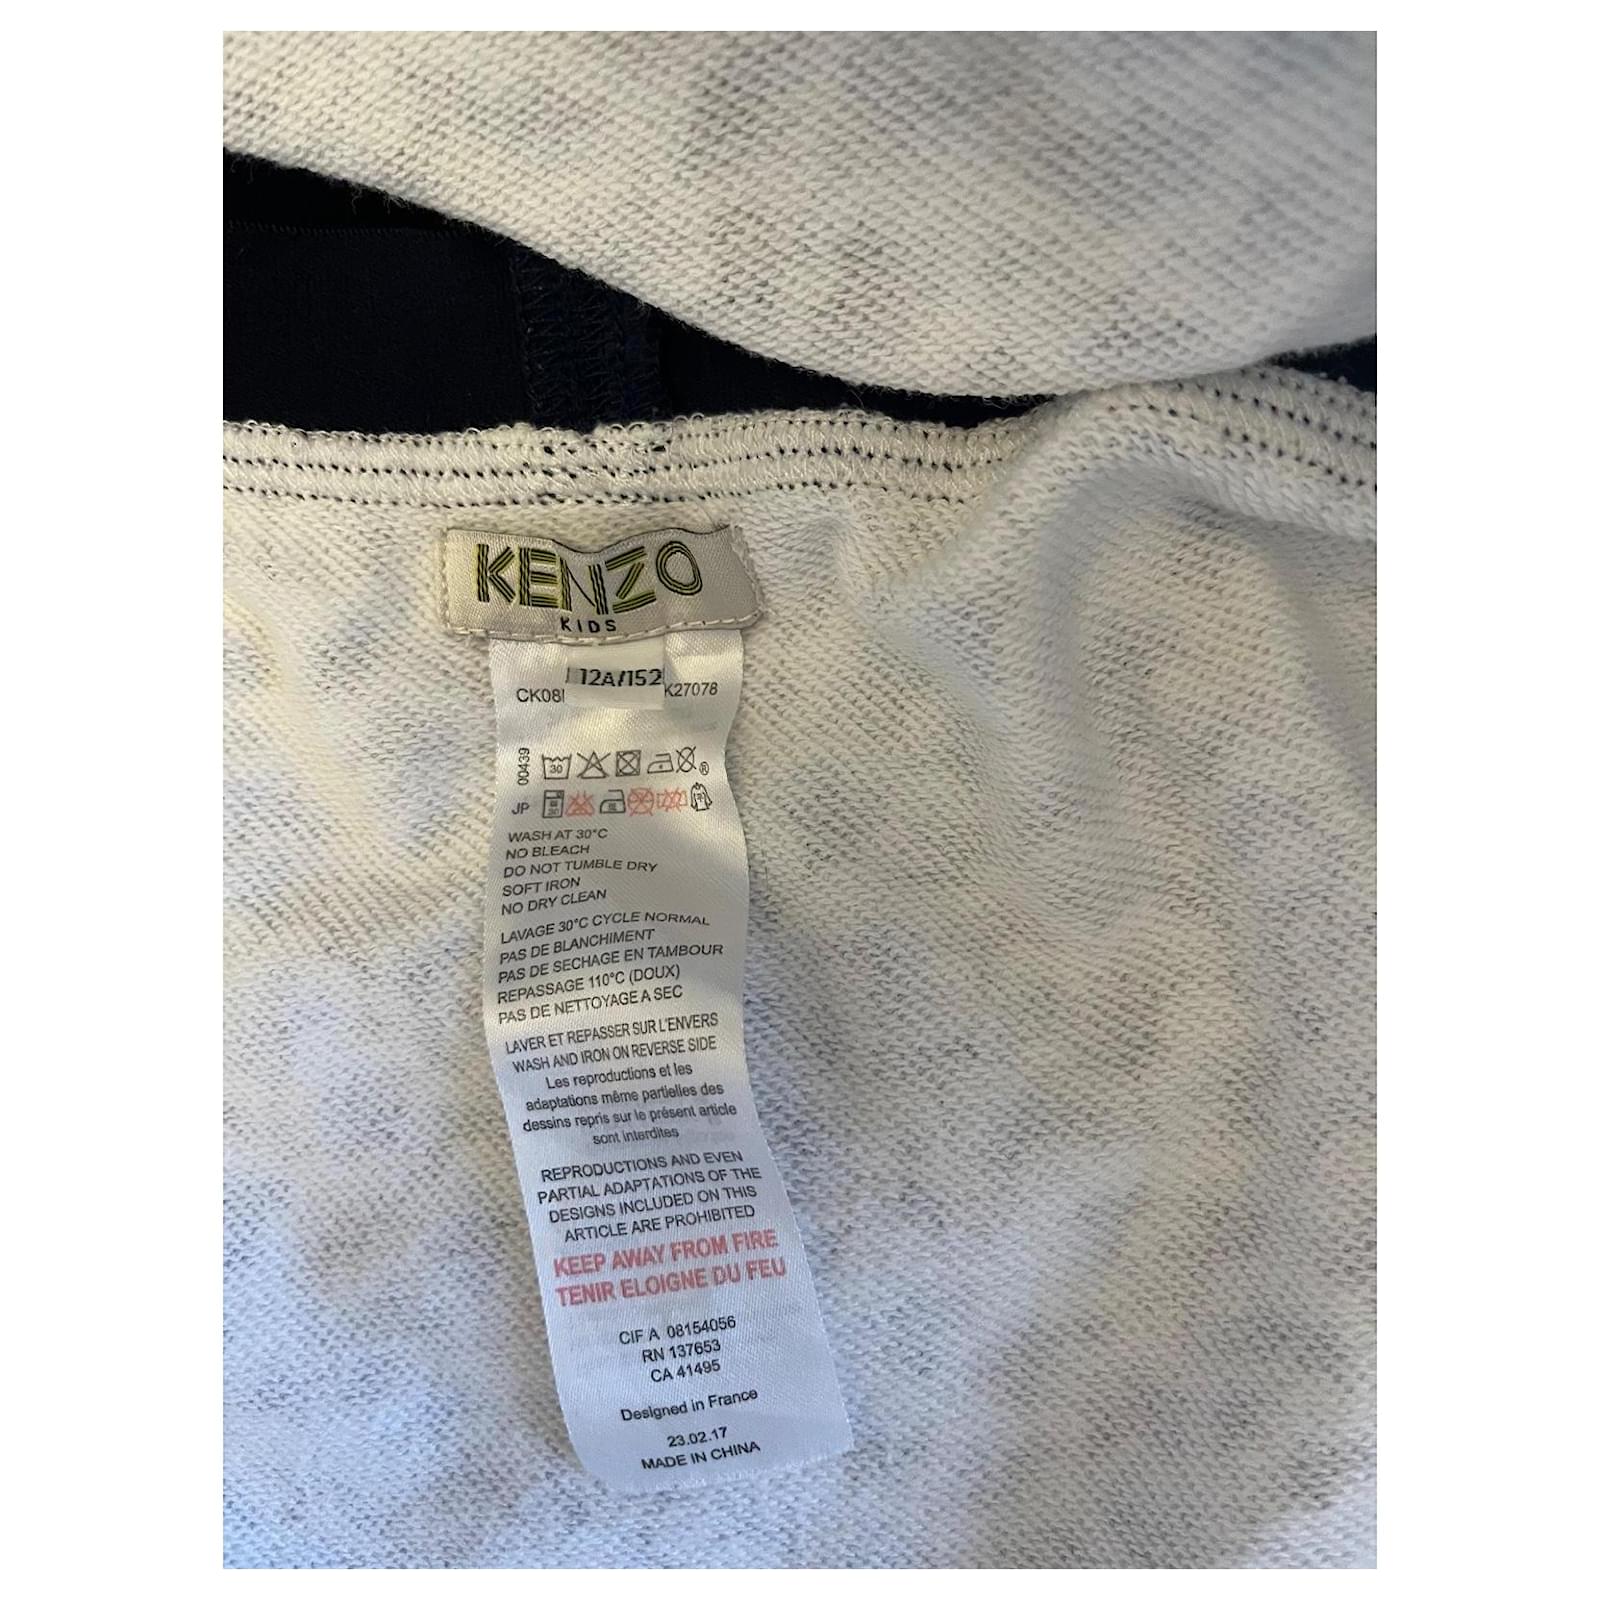 KENZO
KIDS
12A/152
CK08 K27078
00439
30
JP
30
WASH AT 30°C
NO BLEACH
DO NOT TUMBLE DRY
SOFT IRON
NO DRY CLEAN
LAVAGE 30°C CYCLE NORMAL
PAS DE BLANCHIMENT
PAS DE SECHAGE EN TAMBOUR
REPASSAGE 110°C (DOUX)
PAS DE NETTOYAGE A SEC
LAVER ET REPASSER SUR L'ENVERS
WASH AND IRON ON REVERSE SIDE
Les reproductions et les
adaptations même partielles des
dessins repris sur le présent article
sont interdites
REPRODUCTIONS AND EVEN
PARTIAL ADAPTATIONS OF THE
DESIGNS INCLUDED ON THIS
ARTICLE ARE PROHIBITED
KEEP AWAY FROM FIRE
TENIR ELOIGNE DU FEU
CIF A 08154056
RN 137653
CA 41495
Designed in France
23.02.17
MADE IN CHINA